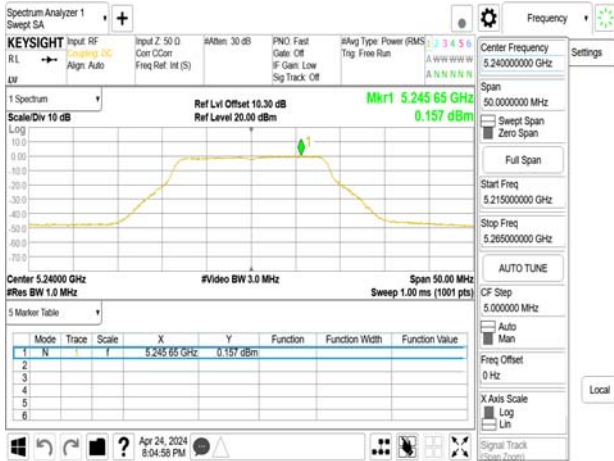 Spectrum Analyzer 1
Swept SA
Frequency
KEYSIGHT
RL
Input: RF
Coupling: DC
Align: Auto
Input Z: 50 Ω
Corr CCorr
Freq Ref: Int (S)
#Atten: 30 dB
PNO: Fast
Gate: Off
IF Gain: Low
Sig Track: Off
#Avg Type: Power (RMS
Trig: Free Run
1 2 3 4 5 6
A W W W W W
A N N N N N
Settings
1 Spectrum
Scale/Div 10 dB
Ref Lvl Offset 10.30 dB
Ref Level 20.00 dBm
Mkr1 5.245 65 GHz
0.157 dBm
Log
10.0
0.00
-10.0
-20.0
-30.0
-40.0
-50.0
-60.0
-70.0
1
Center 5.24000 GHz
#Res BW 1.0 MHz
#Video BW 3.0 MHz
Span 50.00 MHz
Sweep 1.00 ms (1001 pts)
5 Marker Table
Mode Trace Scale X Y Function Function Width Function Value
1 N 1 f 5.245 65 GHz 0.157 dBm
2
3
4
5
6
Center Frequency
5.240000000 GHz
Span
50.0000000 MHz
Swept Span
Zero Span
Full Span
Start Freq
5.215000000 GHz
Stop Freq
5.265000000 GHz
AUTO TUNE
CF Step
5.000000 MHz
Auto
Man
Freq Offset
0 Hz
X Axis Scale
Log
Lin
Signal Track
(Span Zoom)
Local
Apr 24, 2024
8:04:58 PM